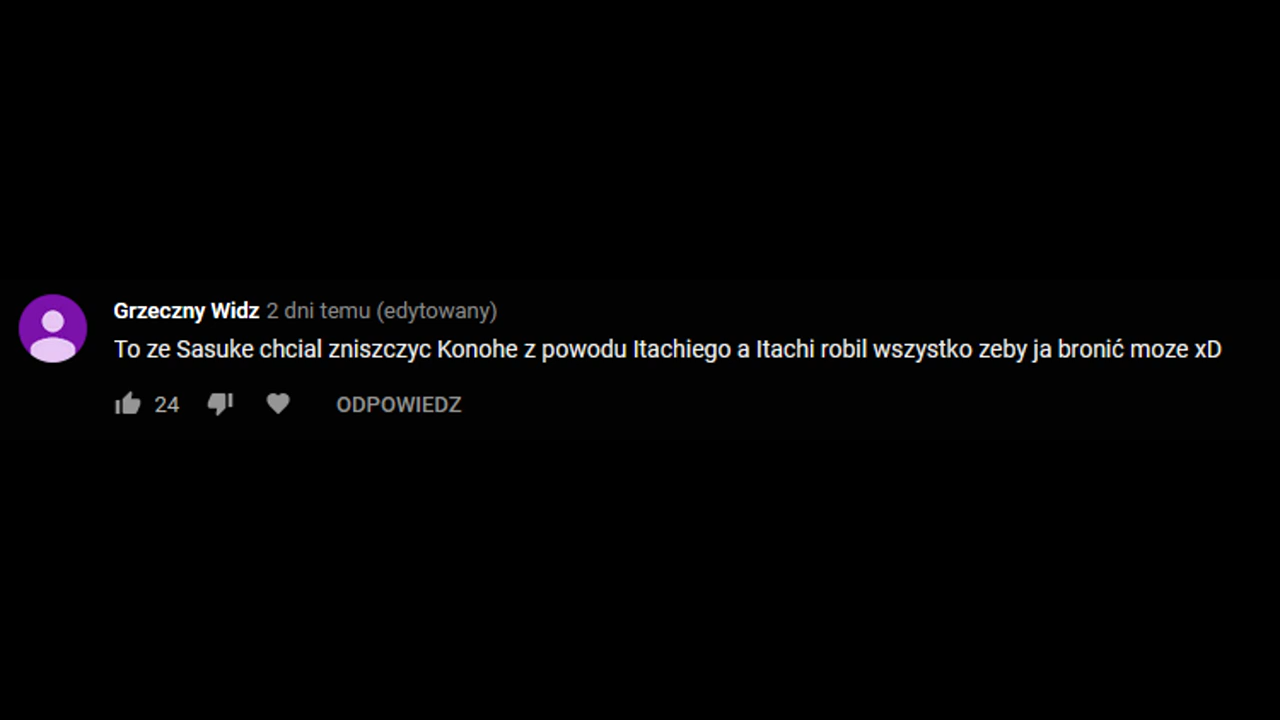 Grzeczny Widz 2 dni temu (edytowany)
To ze Sasuke chcial zniszczyc Konohe z powodu Itachiego a Itachi robil wszystko zeby ja bronić moze xD
24 ODPOWIEDZ